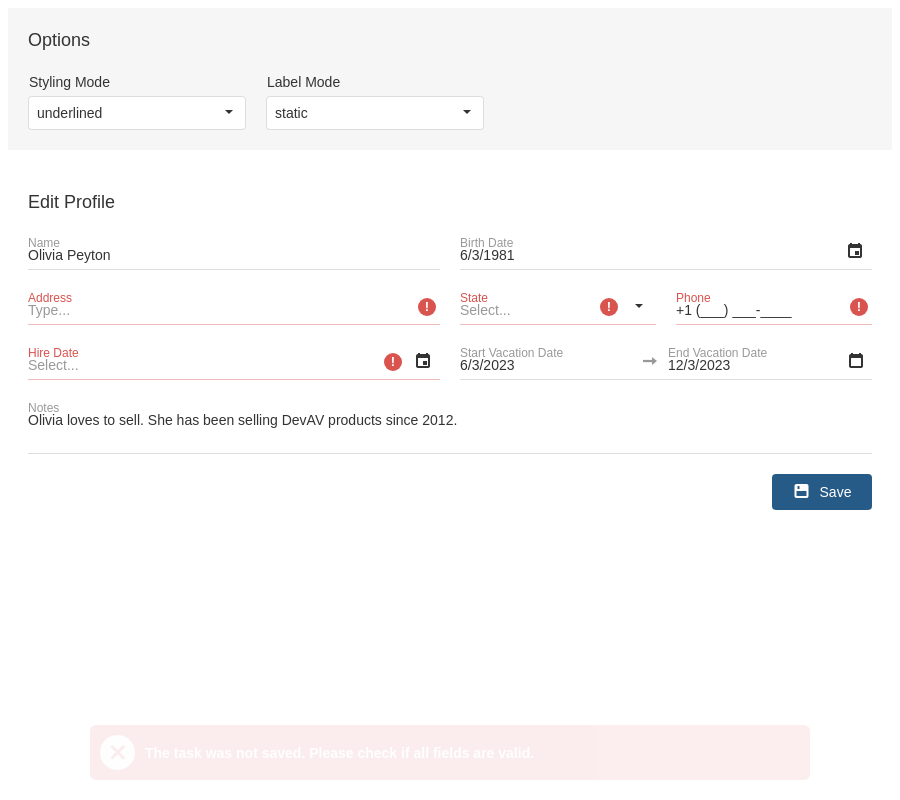 Options
Styling Mode Label Mode
underlined static
Edit Profile
Name Birth Date
Olivia Peyton 6/3/1981
Address State Phone
Type... ! Select... ! +1 (___) ___-____ !
Hire Date Start Vacation Date End Vacation Date
Select... ! 6/3/2023 12/3/2023
Notes
Olivia loves to sell. She has been selling DevAV products since 2012.
Save
The task was not saved. Please check if all fields are valid.